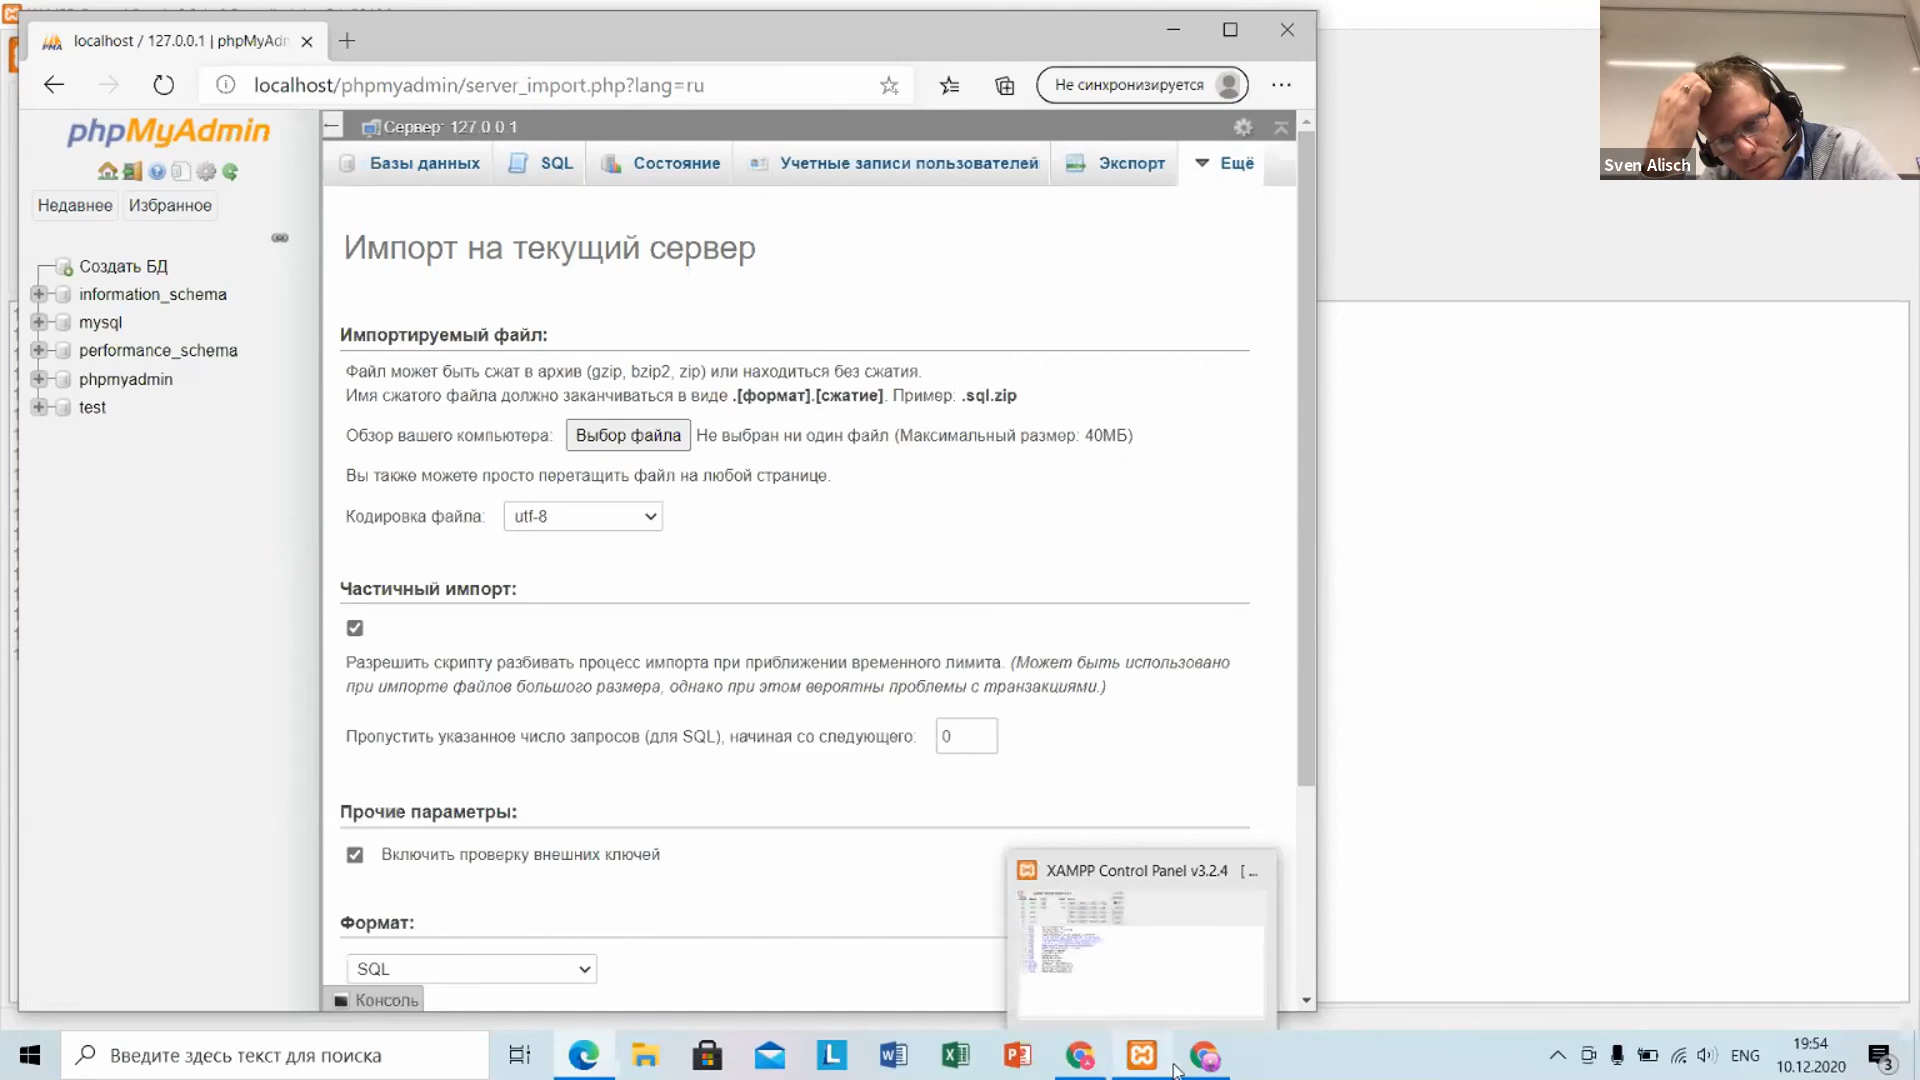 localhost / 127.0.0.1 | phpMyAdn
localhost/phpmyadmin/server_import.php?lang=ru
Не синхронизируется
Sven Alisch
phpMyAdmin
Недавнее
Избранное
Создать БД
information_schema
mysql
performance_schema
phpmyadmin
test
Сервер: 127.0.0.1
Базы данных
SQL
Состояние
Учетные записи пользователей
Экспорт
Ещё
Импорт на текущий сервер
Импортируемый файл:
Файл может быть сжат в архив (gzip, bzip2, zip) или находиться без сжатия.
Имя сжатого файла должно заканчиваться в виде .[формат].[сжатие]. Пример: .sql.zip
Обзор вашего компьютера: Выбор файла Не выбран ни один файл (Максимальный размер: 40МБ)
Вы также можете просто перетащить файл на любой странице.
Кодировка файла: utf-8
Частичный импорт:
Разрешить скрипту разбивать процесс импорта при приближении временного лимита. (Может быть использовано
при импорте файлов большого размера, однако при этом вероятны проблемы с транзакциями.)
Пропустить указанное число запросов (для SQL), начиная со следующего: 0
Прочие параметры:
Включить проверку внешних ключей
Формат:
SQL
Консоль
XAMPP Control Panel v3.2.4 [ ...
Введите здесь текст для поиска
ENG
19:54
10.12.2020
3